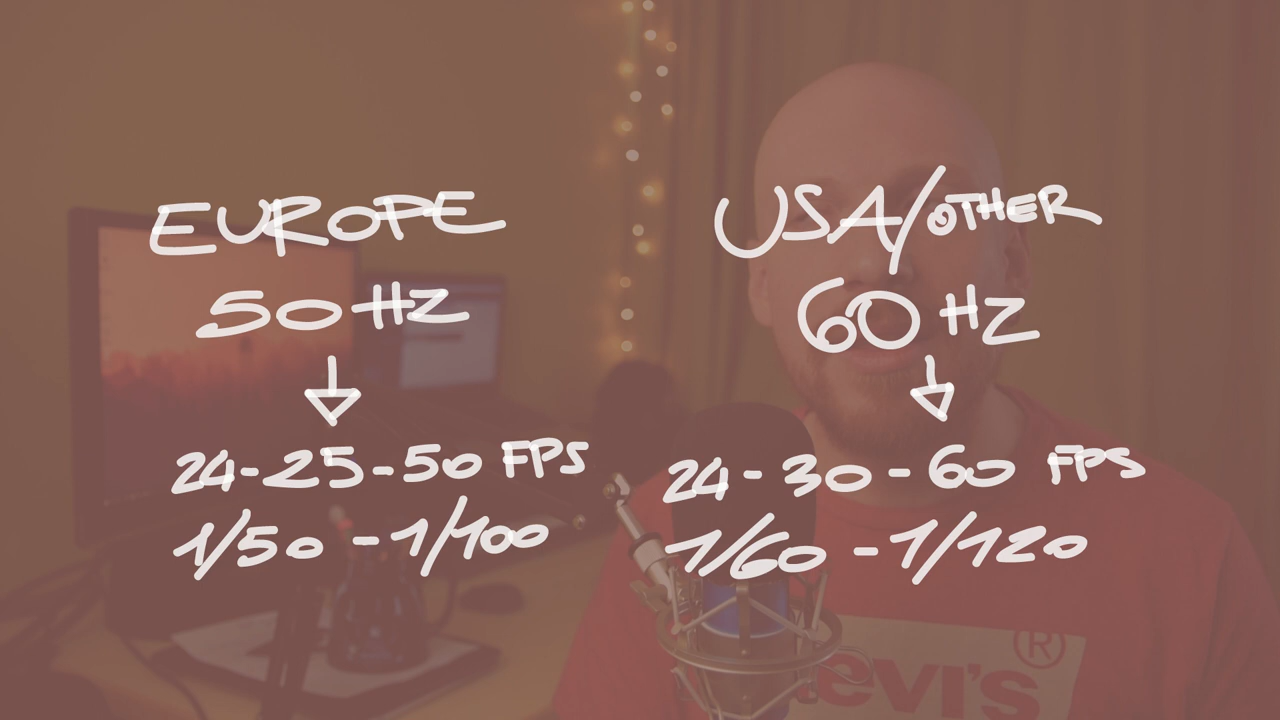 EUROPE
50 HZ
24-25-50 FPS
1/50 - 1/100
USA/OTHER
60 HZ
24 - 30 - 60 FPS
1/60 - 1/120
Levi's ®